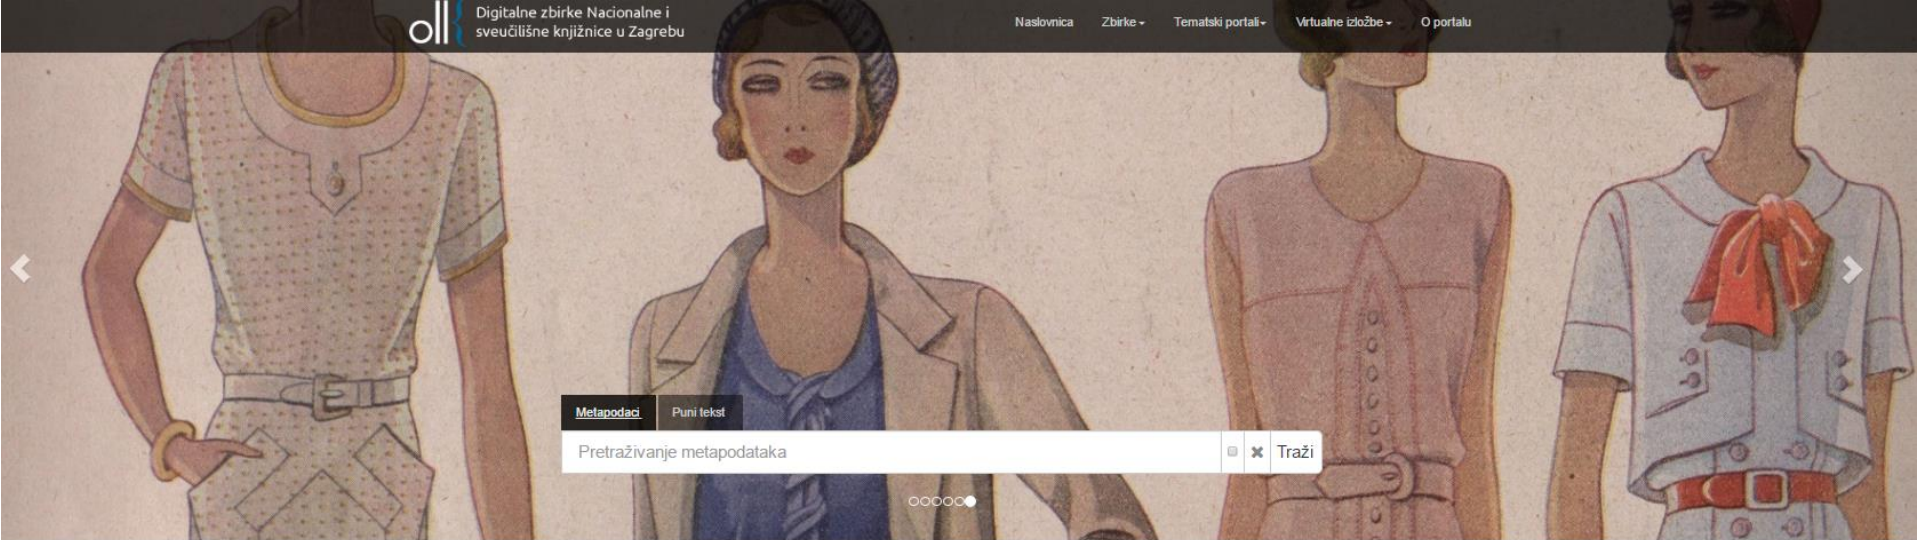 Digitalne zbirke Nacionalne i
sveučilišne knjižnice u Zagrebu
Naslovnica Zbirke Tematski portali Virtualne izložbe O portalu
Metapodaci Puni tekst
Pretraživanje metapodataka Traži